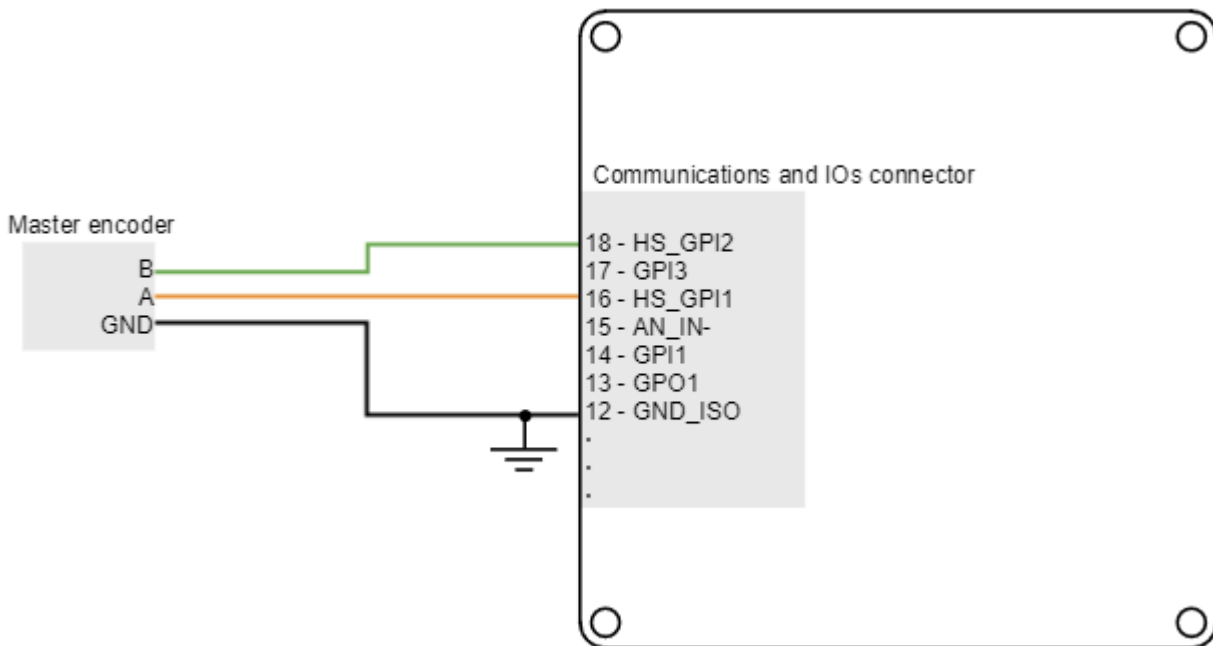 Communications and IOs connector
Master encoder
B
A
GND
18 - HS_GPI2
17 - GPI3
16 - HS_GPI1
15 - AN_IN-
14 - GPI1
13 - GPO1
12 - GND_ISO
.
.
.